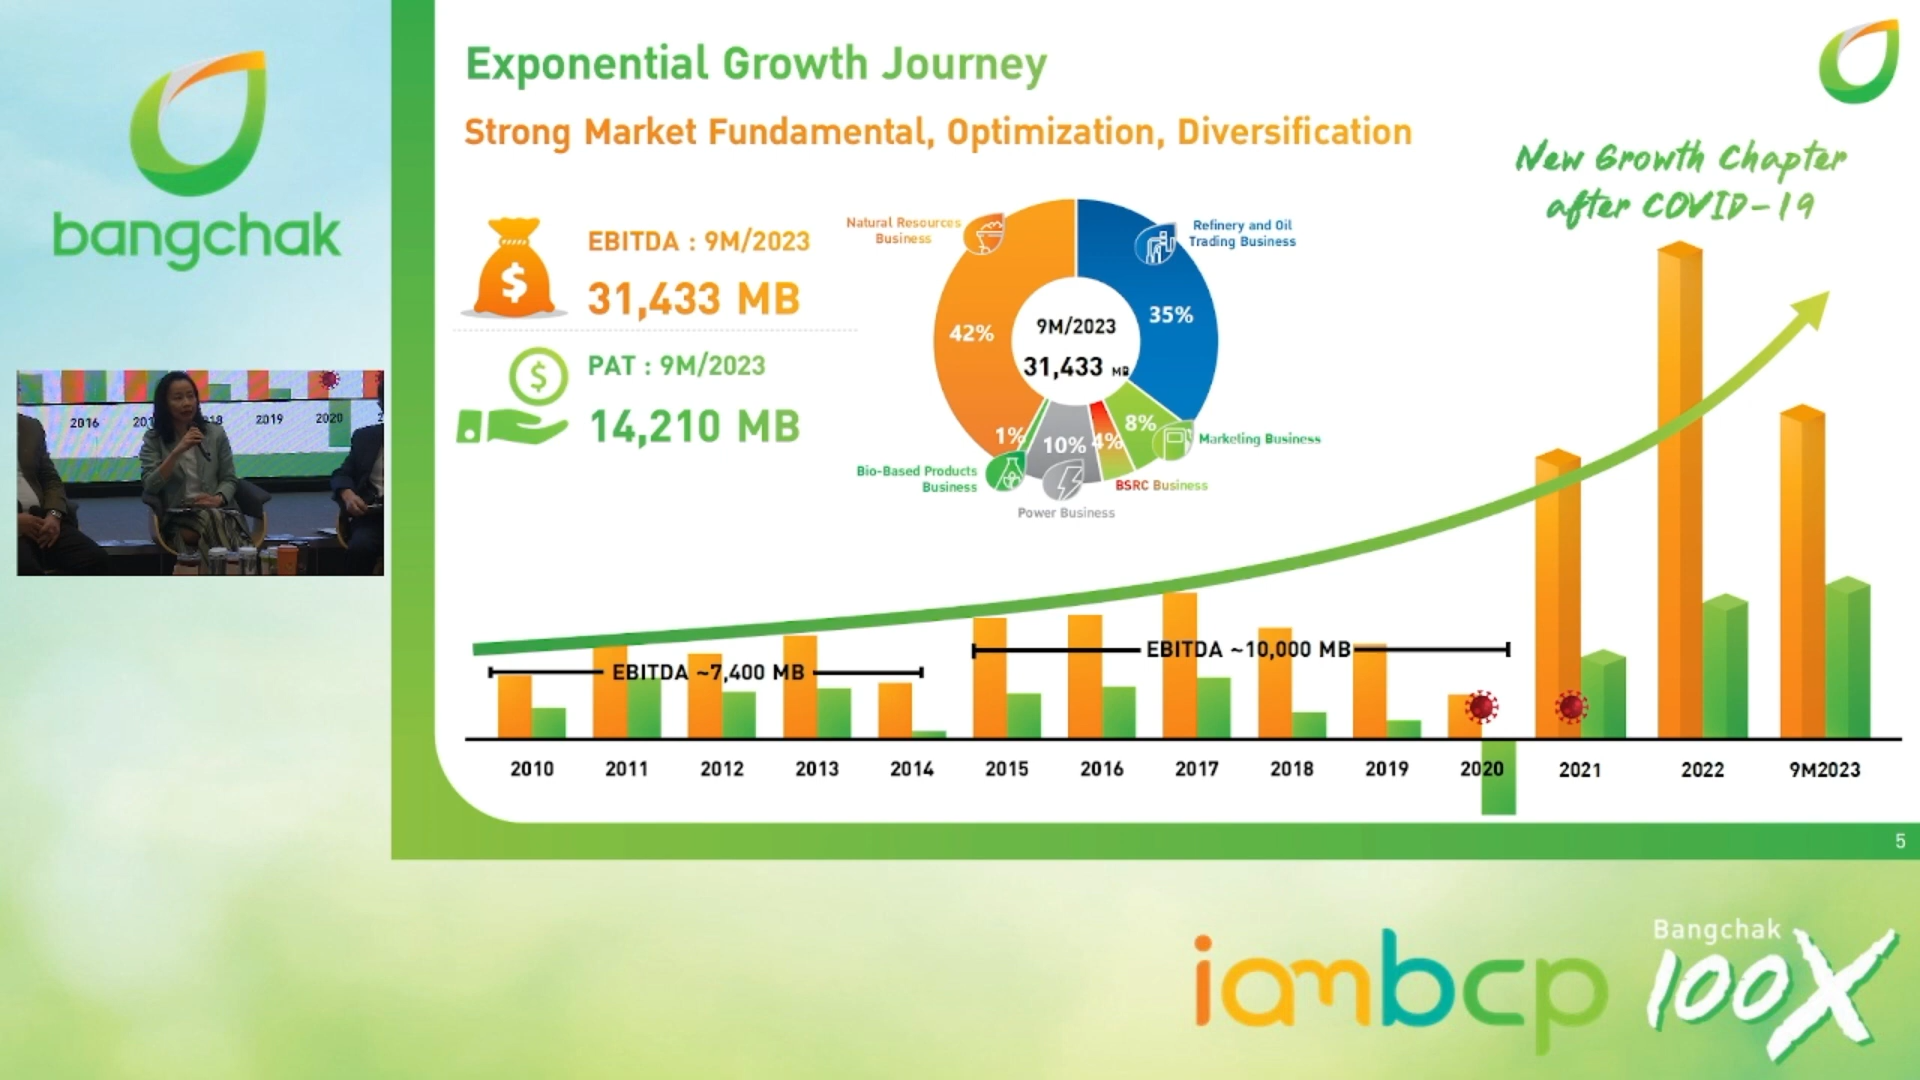 bangchak
2016
2019
2020
Exponential Growth Journey
Strong Market Fundamental, Optimization, Diversification
New Growth Chapter
after COVID-19
$
EBITDA : 9M/2023
31,433 MB
$
PAT : 9M/2023
14,210 MB
Natural Resources
Business
Refinery and Oil
Trading Business
42%
35%
9M/2023
31,433 MB
1%
10%
4%
8%
Marketing Business
Bio-Based Products
Business
BSRC Business
Power Business
EBITDA ~7,400 MB
EBITDA ~10,000 MB
2010
2011
2012
2013
2014
2015
2016
2017
2018
2019
2020
2021
2022
9M2023
5
iambcp
Bangchak
100X